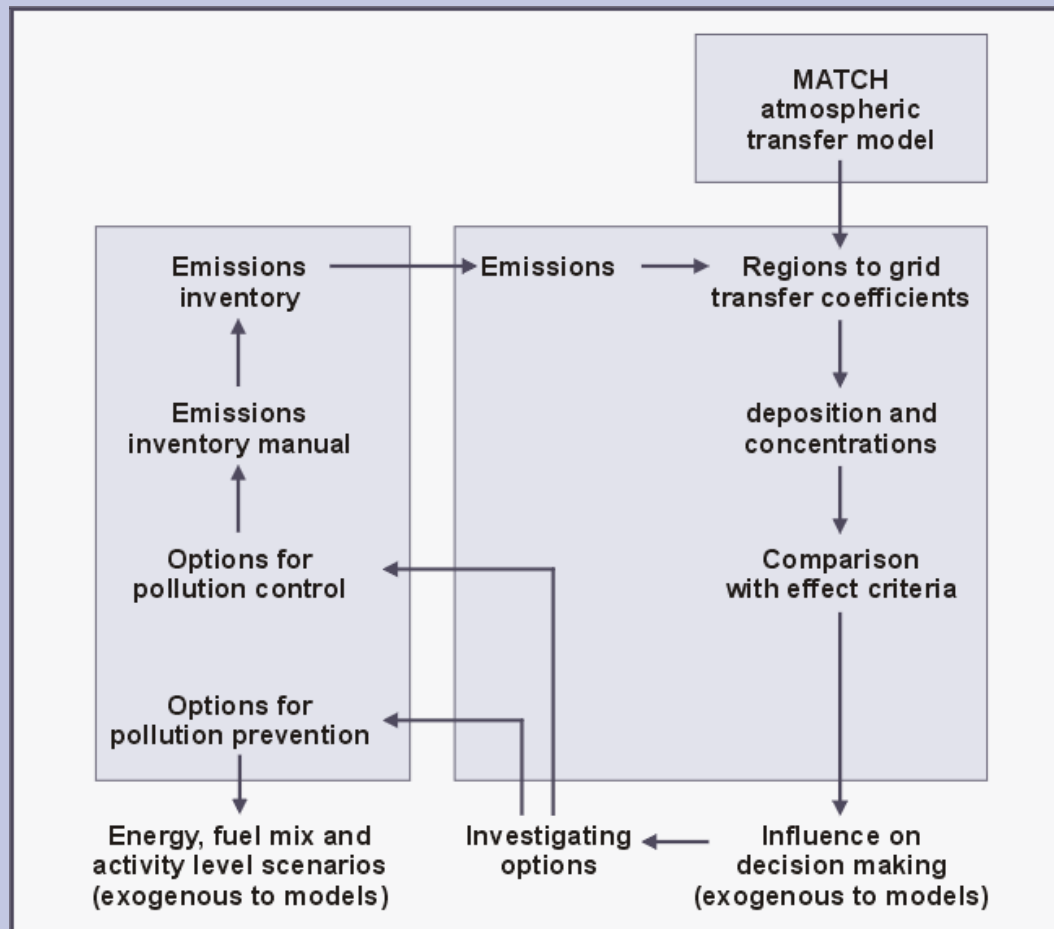 MATCH
atmospheric
transfer model
Emissions
inventory
Emissions
Regions to grid
transfer coefficients
Emissions
inventory manual
deposition and
concentrations
Options for
pollution control
Comparison
with effect criteria
Options for
pollution prevention
Energy, fuel mix and
activity level scenarios
(exogenous to models)
Investigating
options
Influence on
decision making
(exogenous to models)